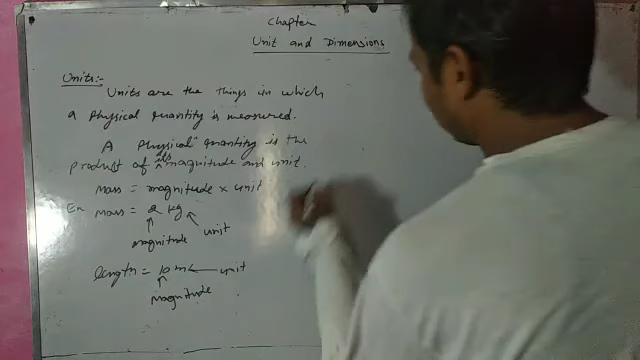 Chapter
Unit and Dimensions
Units:-
Units are the things in which
a physical quantity is measured.
A physical quantity is the
product of its magnitude and unit.
Mass = magnitude × unit
Ex Mass = 2 kg
magnitude unit
length = 10 m ← unit
magnitude